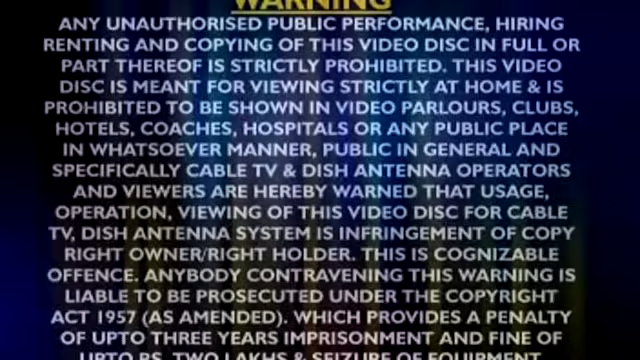 WARNING
ANY UNAUTHORISED PUBLIC PERFORMANCE, HIRING
RENTING AND COPYING OF THIS VIDEO DISC IN FULL OR
PART THEREOF IS STRICTLY PROHIBITED. THIS VIDEO
DISC IS MEANT FOR VIEWING STRICTLY AT HOME & IS
PROHIBITED TO BE SHOWN IN VIDEO PARLOURS, CLUBS,
HOTELS, COACHES, HOSPITALS OR ANY PUBLIC PLACE
IN WHATSOEVER MANNER, PUBLIC IN GENERAL AND
SPECIFICALLY CABLE TV & DISH ANTENNA OPERATORS
AND VIEWERS ARE HEREBY WARNED THAT USAGE,
OPERATION, VIEWING OF THIS VIDEO DISC FOR CABLE
TV, DISH ANTENNA SYSTEM IS INFRINGEMENT OF COPY
RIGHT OWNER/RIGHT HOLDER. THIS IS COGNIZABLE
OFFENCE. ANYBODY CONTRAVENING THIS WARNING IS
LIABLE TO BE PROSECUTED UNDER THE COPYRIGHT
ACT 1957 (AS AMENDED). WHICH PROVIDES A PENALTY
OF UPTO THREE YEARS IMPRISONMENT AND FINE OF
UPTO RS. TWO LAKHS & SEIZURE OF EQUIPMENT